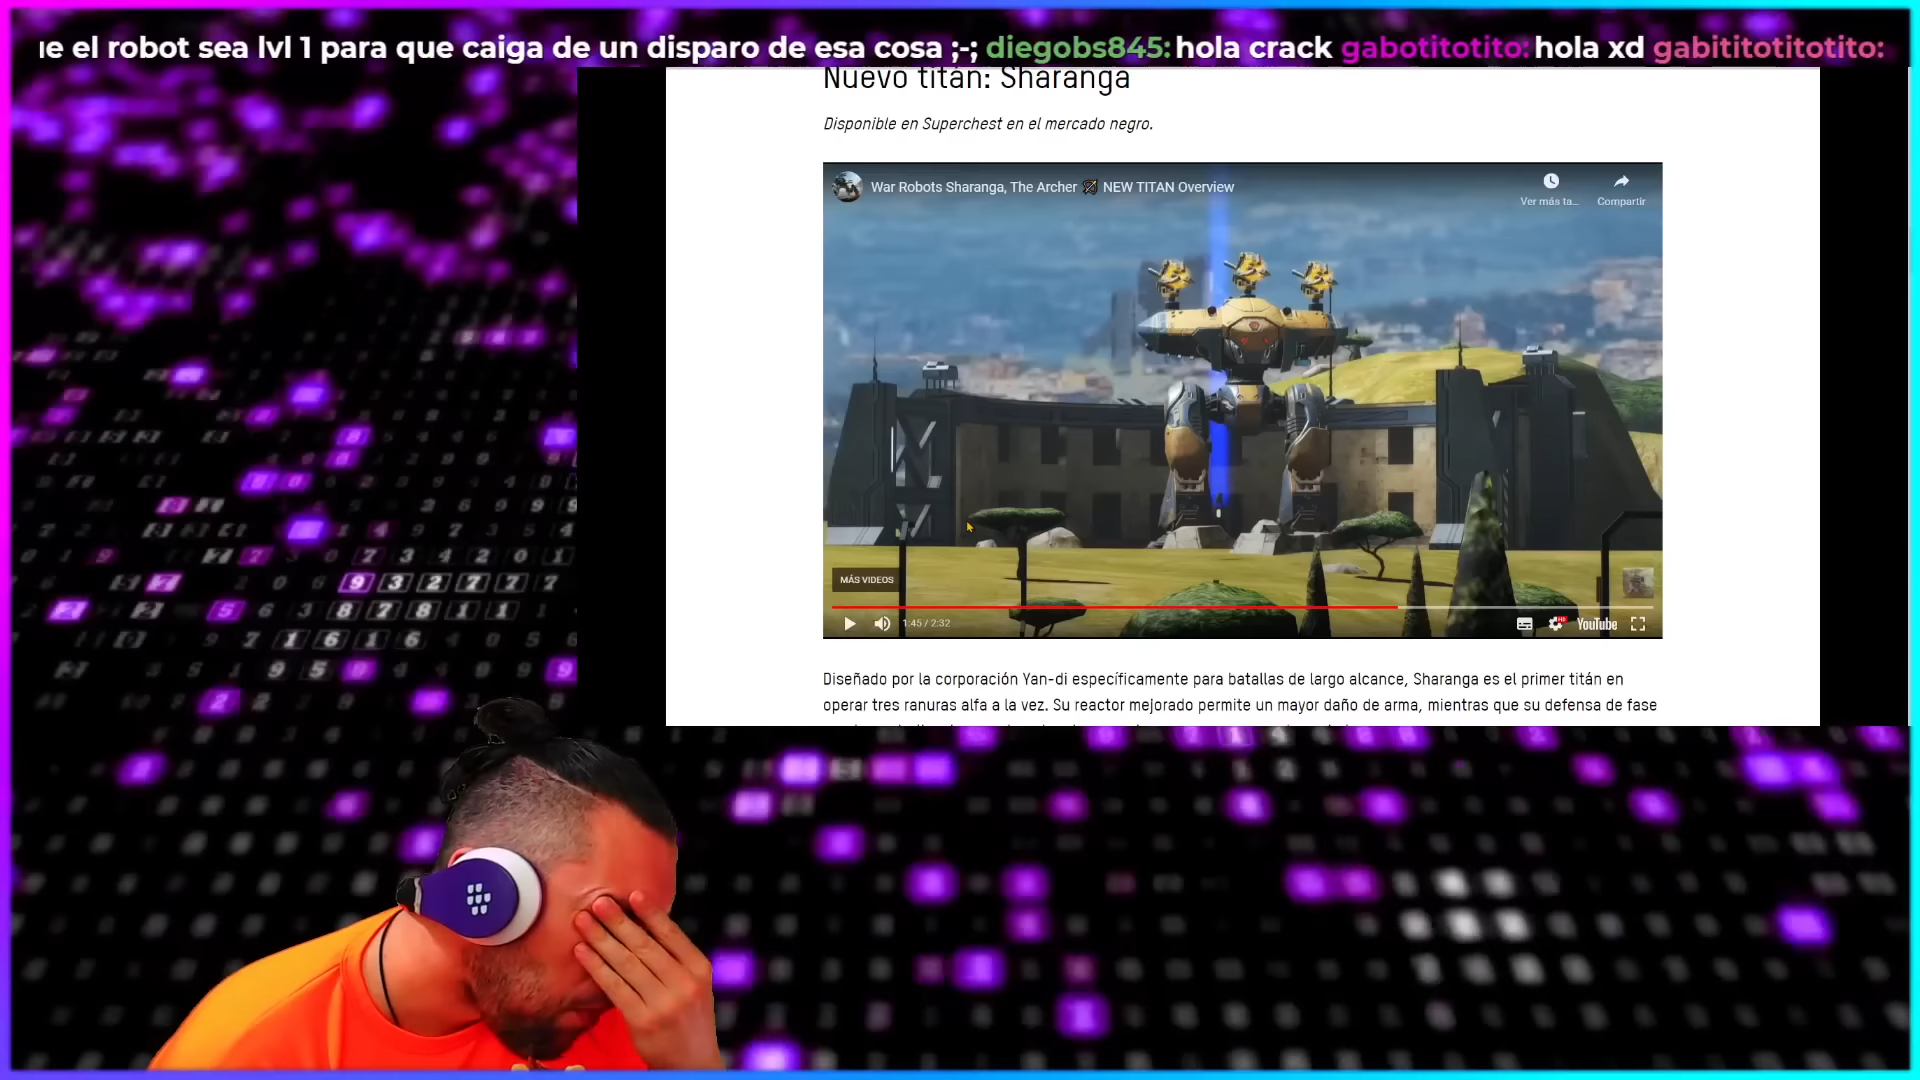 ıe el robot sea lvl 1 para que caiga de un disparo de esa cosa ;-; diegobs845: hola crack gabotitotito: hola xd gabititotitotito:
Nuevo titán: Sharanga
Disponible en Superchest en el mercado negro.
War Robots Sharanga, The Archer NEW TITAN Overview
Ver más ta...
Compartir
MÁS VIDEOS
1:45 / 2:32
HD
YouTube
Diseñado por la corporación Yan-di específicamente para batallas de largo alcance, Sharanga es el primer titán en
operar tres ranuras alfa a la vez. Su reactor mejorado permite un mayor daño de arma, mientras que su defensa de fase